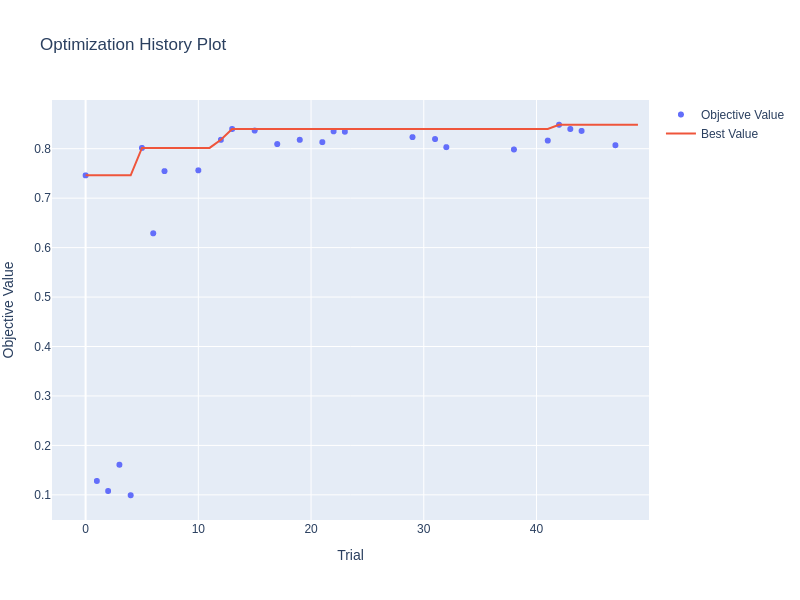 Optimization History Plot
Objective Value
Best Value
0.8
0.7
0.6
0.5
0.4
0.3
0.2
0.1
Objective Value
0
10
20
30
40
Trial